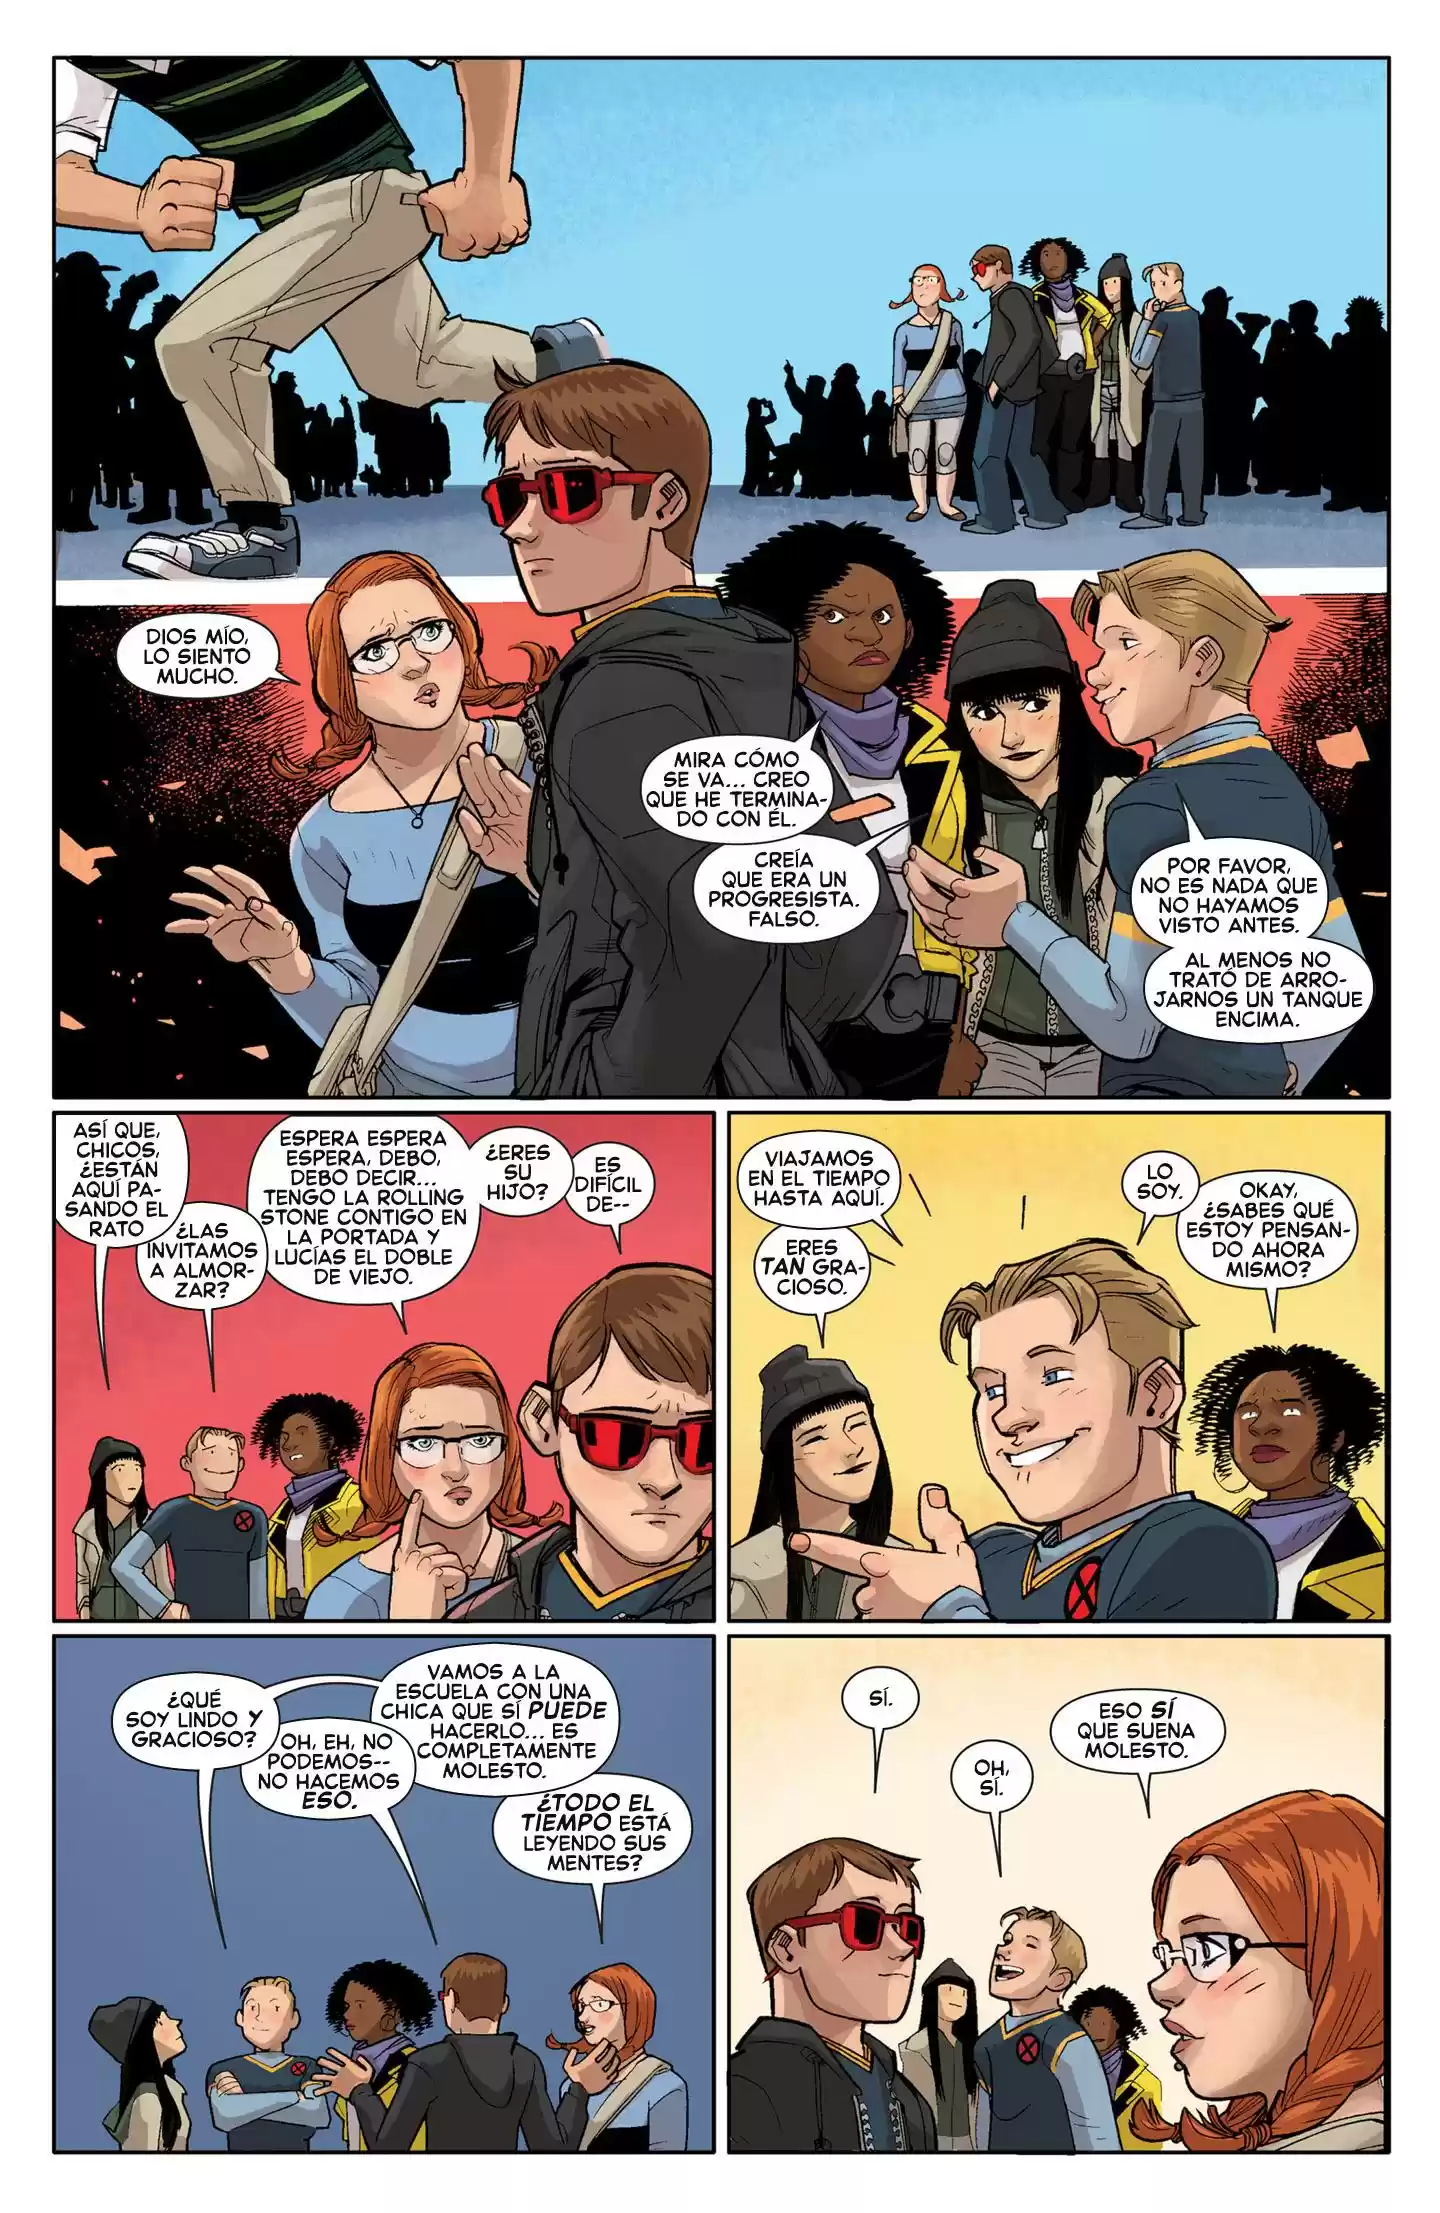 DIOS MÍO,
LO SIENTO
MUCHO.
MIRA CÓMO
SE VA... CREO
QUE HE TERMINA-
DO CON ÉL.
CREÍA
QUE ERA UN
PROGRESISTA.
FALSO.
POR FAVOR,
NO ES NADA QUE
NO HAYAMOS
VISTO ANTES.
AL MENOS NO
TRATÓ DE ARRO-
JARNOS UN TANQUE
ENCIMA.
ASÍ QUE,
CHICOS,
¿ESTÁN
AQUÍ PA-
SANDO EL
RATO
¿LAS
INVITAMOS
A ALMOR-
ZAR?
ESPERA ESPERA
ESPERA, DEBO,
DEBO DECIR...
TENGO LA ROLLING
STONE CONTIGO EN
LA PORTADA Y
LUCÍAS EL DOBLE
DE VIEJO.
¿ERES
SU
HIJO?
ES
DIFÍCIL
DE--
VIAJAMOS
EN EL TIEMPO
HASTA AQUÍ.
ERES
TAN GRA-
CIOSO.
LO
SOY.
OKAY,
¿SABES QUÉ
ESTOY PENSAN-
DO AHORA
MISMO?
¿QUÉ
SOY LINDO Y
GRACIOSO?
OH, EH, NO
PODEMOS--
NO HACEMOS
ESO.
VAMOS A LA
ESCUELA CON UNA
CHICA QUE SÍ PUEDE
HACERLO... ES
COMPLETAMENTE
MOLESTO.
¿TODO EL
TIEMPO ESTÁ
LEYENDO SUS
MENTES?
SÍ.
OH,
SÍ.
ESO SÍ
QUE SUENA
MOLESTO.